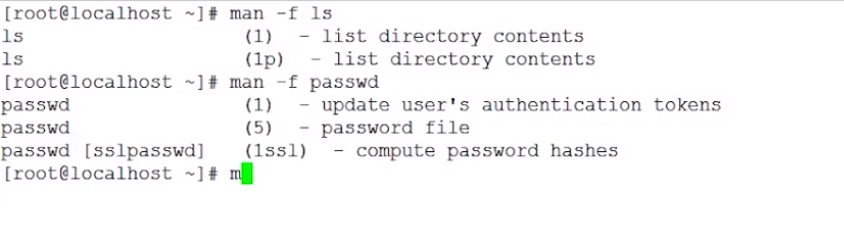 [root@localhost ~]# man -f ls
ls                   (1)  - list directory contents
ls                   (1p)  - list directory contents
[root@localhost ~]# man -f passwd
passwd               (1)  - update user's authentication tokens
passwd               (5)  - password file
passwd [sslpasswd]   (1ssl)  - compute password hashes
[root@localhost ~]# m